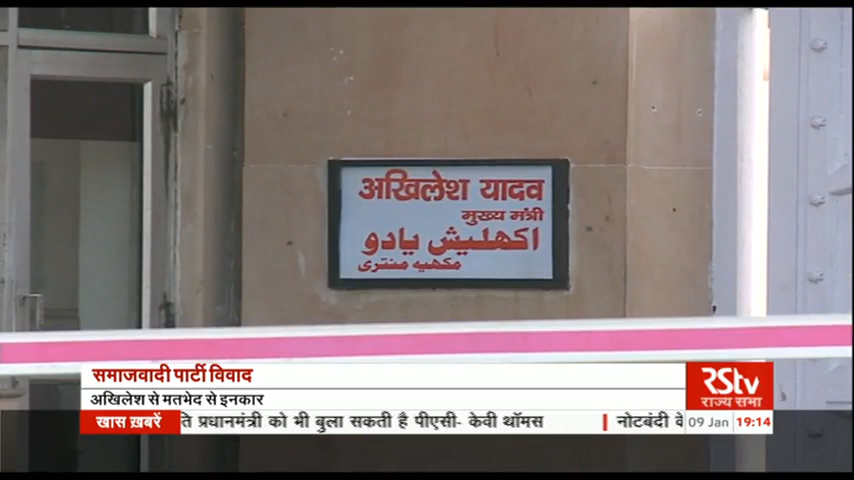 अखिलेश यादव
मुख्य मंत्री
اکھلیش یادو
مکھیہ منتری
समाजवादी पार्टी विवाद
अखिलेश से मतभेद से इनकार
RStv
राज्य सभा
खास ख़बरें
ति प्रधानमंत्री को भी बुला सकती है पीएसी- केवी थॉमस
नोटबंदी
09 Jan 19:14